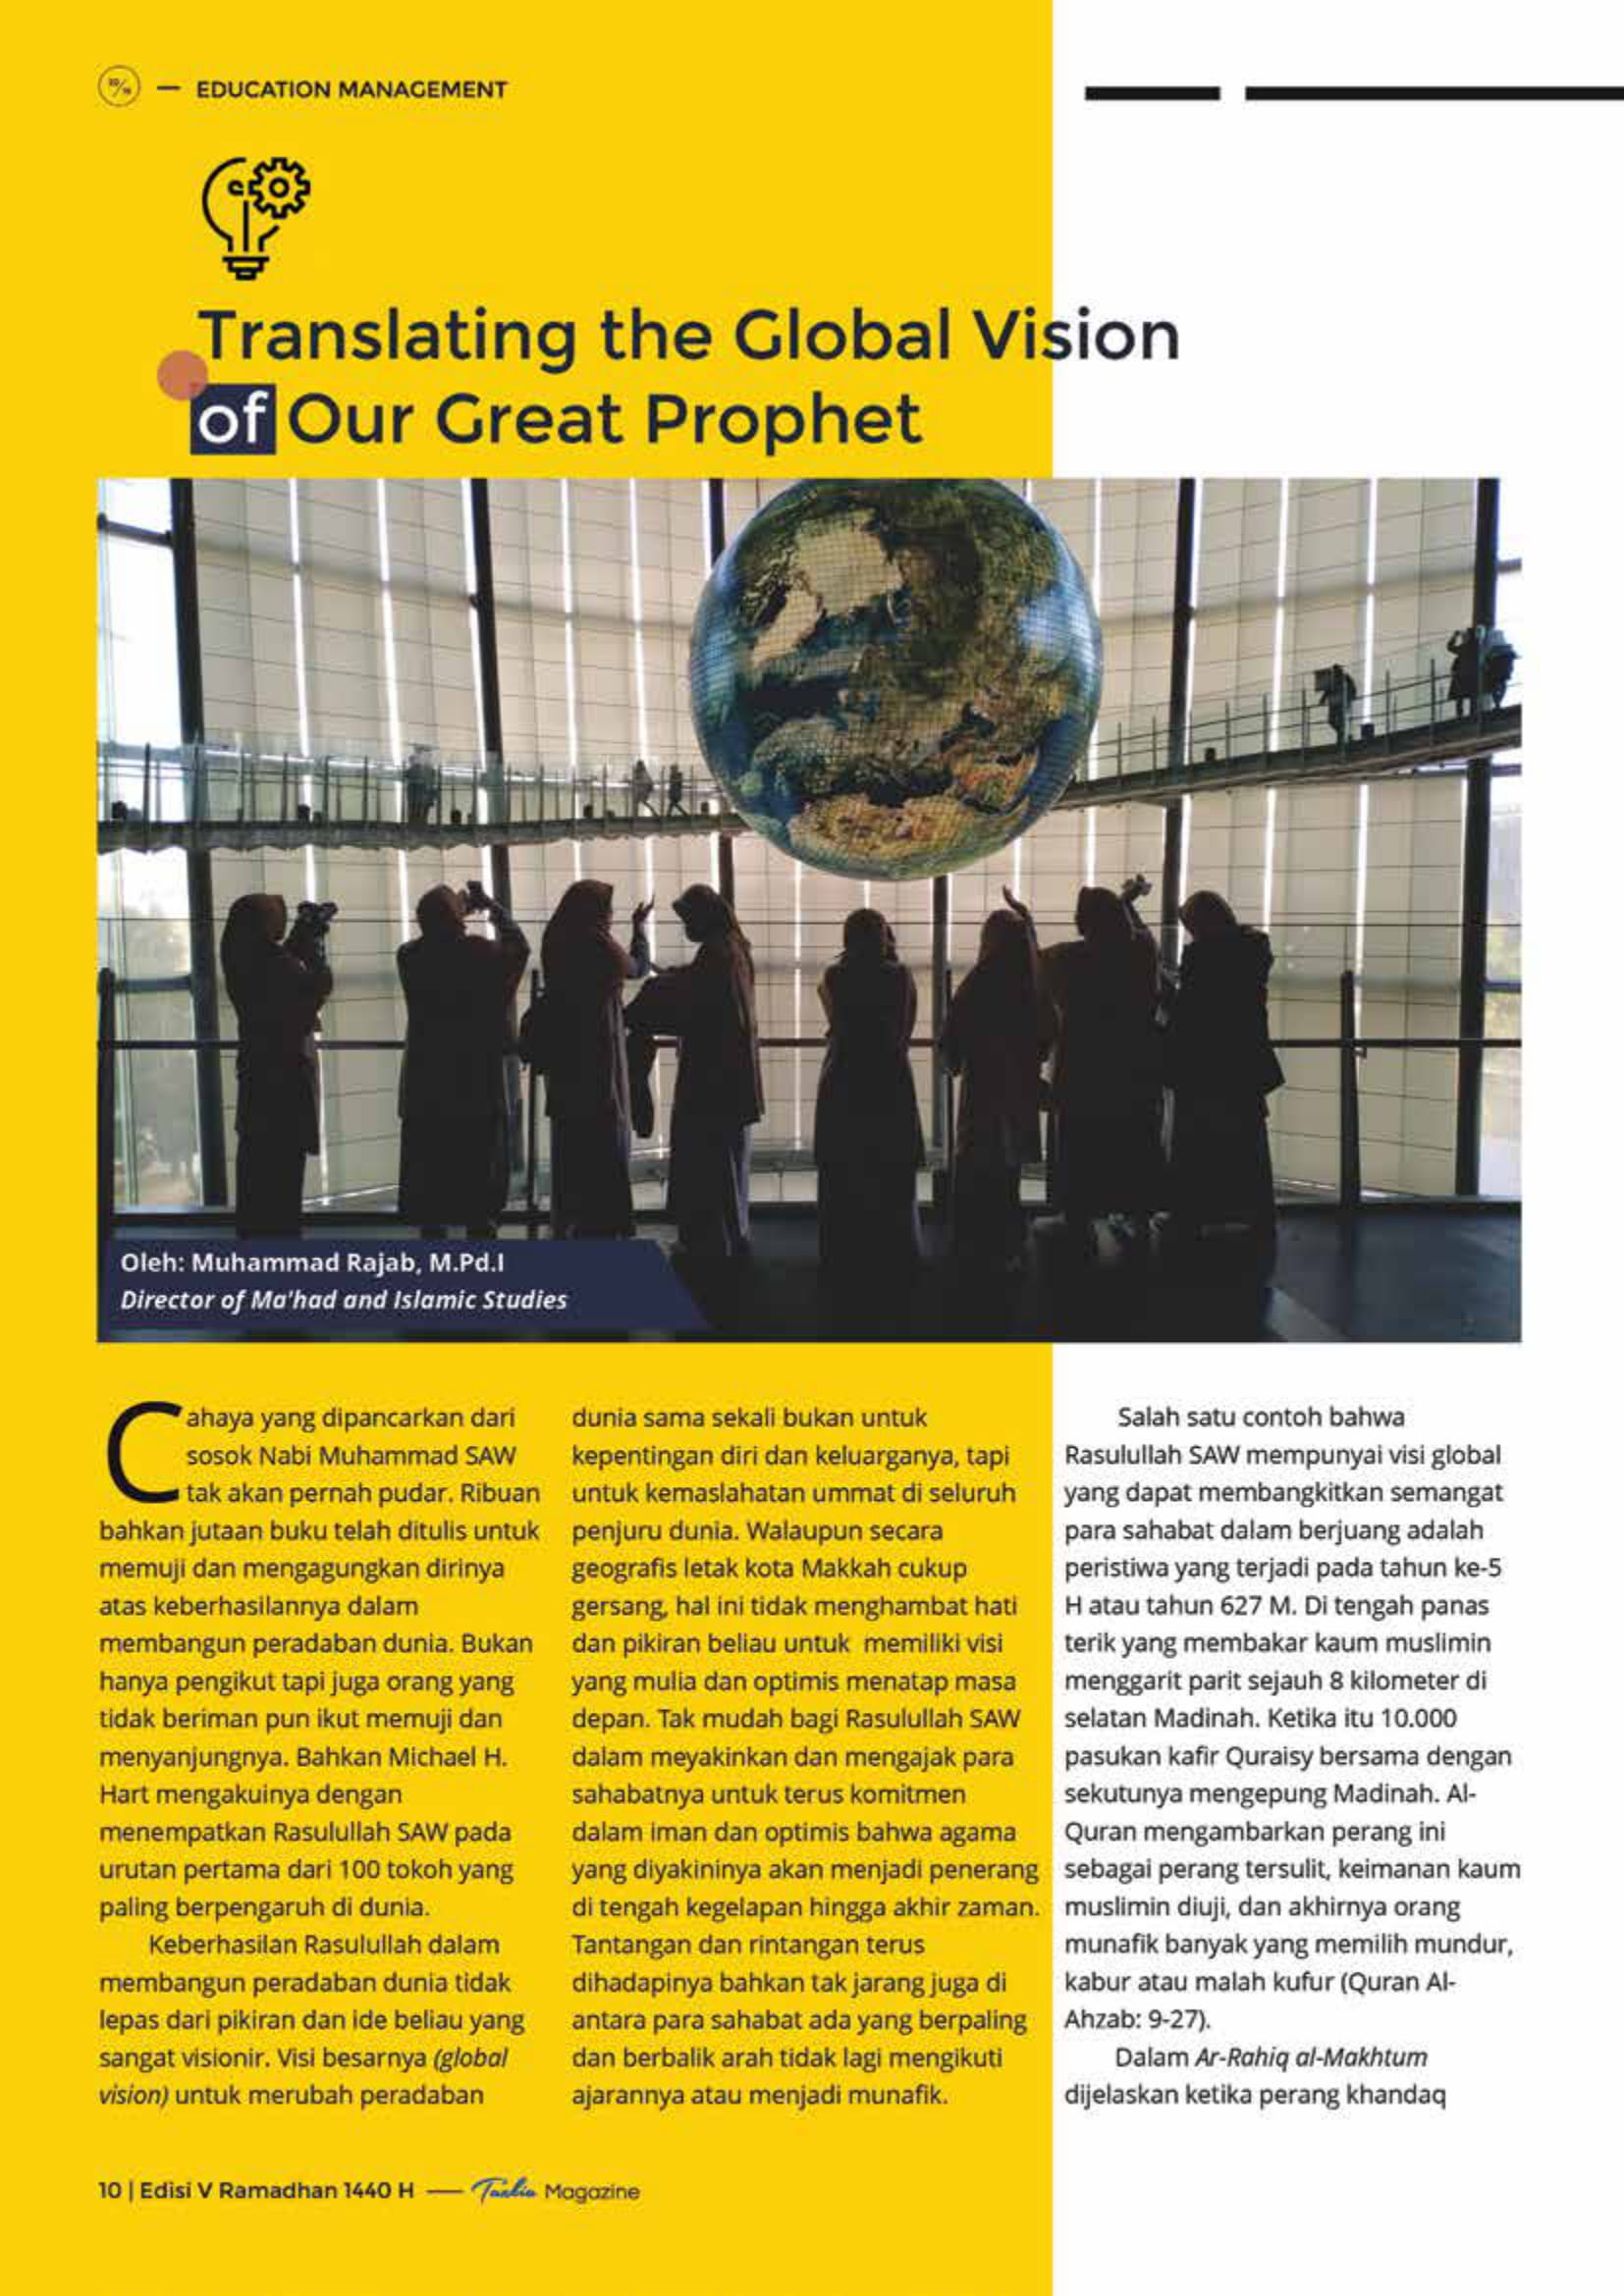 EDUCATION MANAGEMENT
Translating the Global Vision
of Our Great Prophet
Oleh: Muhammad Rajab, M.Pd.I
Director of Ma'had and Islamic Studies
Cahaya yang dipancarkan dari
sosok Nabi Muhammad SAW
tak akan pernah pudar. Ribuan
bahkan jutaan buku telah ditulis untuk
memuji dan mengagungkan dirinya
atas keberhasilannya dalam
membangun peradaban dunia. Bukan
hanya pengikut tapi juga orang yang
tidak beriman pun ikut memuji dan
menyanjungnya. Bahkan Michael H.
Hart mengakuinya dengan
menempatkan Rasulullah SAW pada
urutan pertama dari 100 tokoh yang
paling berpengaruh di dunia.
Keberhasilan Rasulullah dalam
membangun peradaban dunia tidak
lepas dari pikiran dan ide beliau yang
sangat visionir. Visi besarnya (global
vision) untuk merubah peradaban
dunia sama sekali bukan untuk
kepentingan diri dan keluarganya, tapi
untuk kemaslahatan ummat di seluruh
penjuru dunia. Walaupun secara
geografis letak kota Makkah cukup
gersang, hal ini tidak menghambat hati
dan pikiran beliau untuk memiliki visi
yang mulia dan optimis menatap masa
depan. Tak mudah bagi Rasulullah SAW
dalam meyakinkan dan mengajak para
sahabatnya untuk terus komitmen
dalam iman dan optimis bahwa agama
yang diyakininya akan menjadi penerang
di tengah kegelapan hingga akhir zaman.
Tantangan dan rintangan terus
dihadapinya bahkan tak jarang juga di
antara para sahabat ada yang berpaling
dan berbalik arah tidak lagi mengikuti
ajarannya atau menjadi munafik.
Salah satu contoh bahwa
Rasulullah SAW mempunyai visi global
yang dapat membangkitkan semangat
para sahabat dalam berjuang adalah
peristiwa yang terjadi pada tahun ke-5
H atau tahun 627 M. Di tengah panas
terik yang membakar kaum muslimin
menggarit parit sejauh 8 kilometer di
selatan Madinah. Ketika itu 10.000
pasukan kafir Quraisy bersama dengan
sekutunya mengepung Madinah. Al-
Quran mengambarkan perang ini
sebagai perang tersulit, keimanan kaum
muslimin diuji, dan akhirnya orang
munafik banyak yang memilih mundur,
kabur atau malah kufur (Quran Al-
Ahzab: 9-27).
Dalam Ar-Rahiq al-Makhtum
dijelaskan ketika perang khandaq
10 | Edisi V Ramadhan 1440 H — Tazkia Magazine